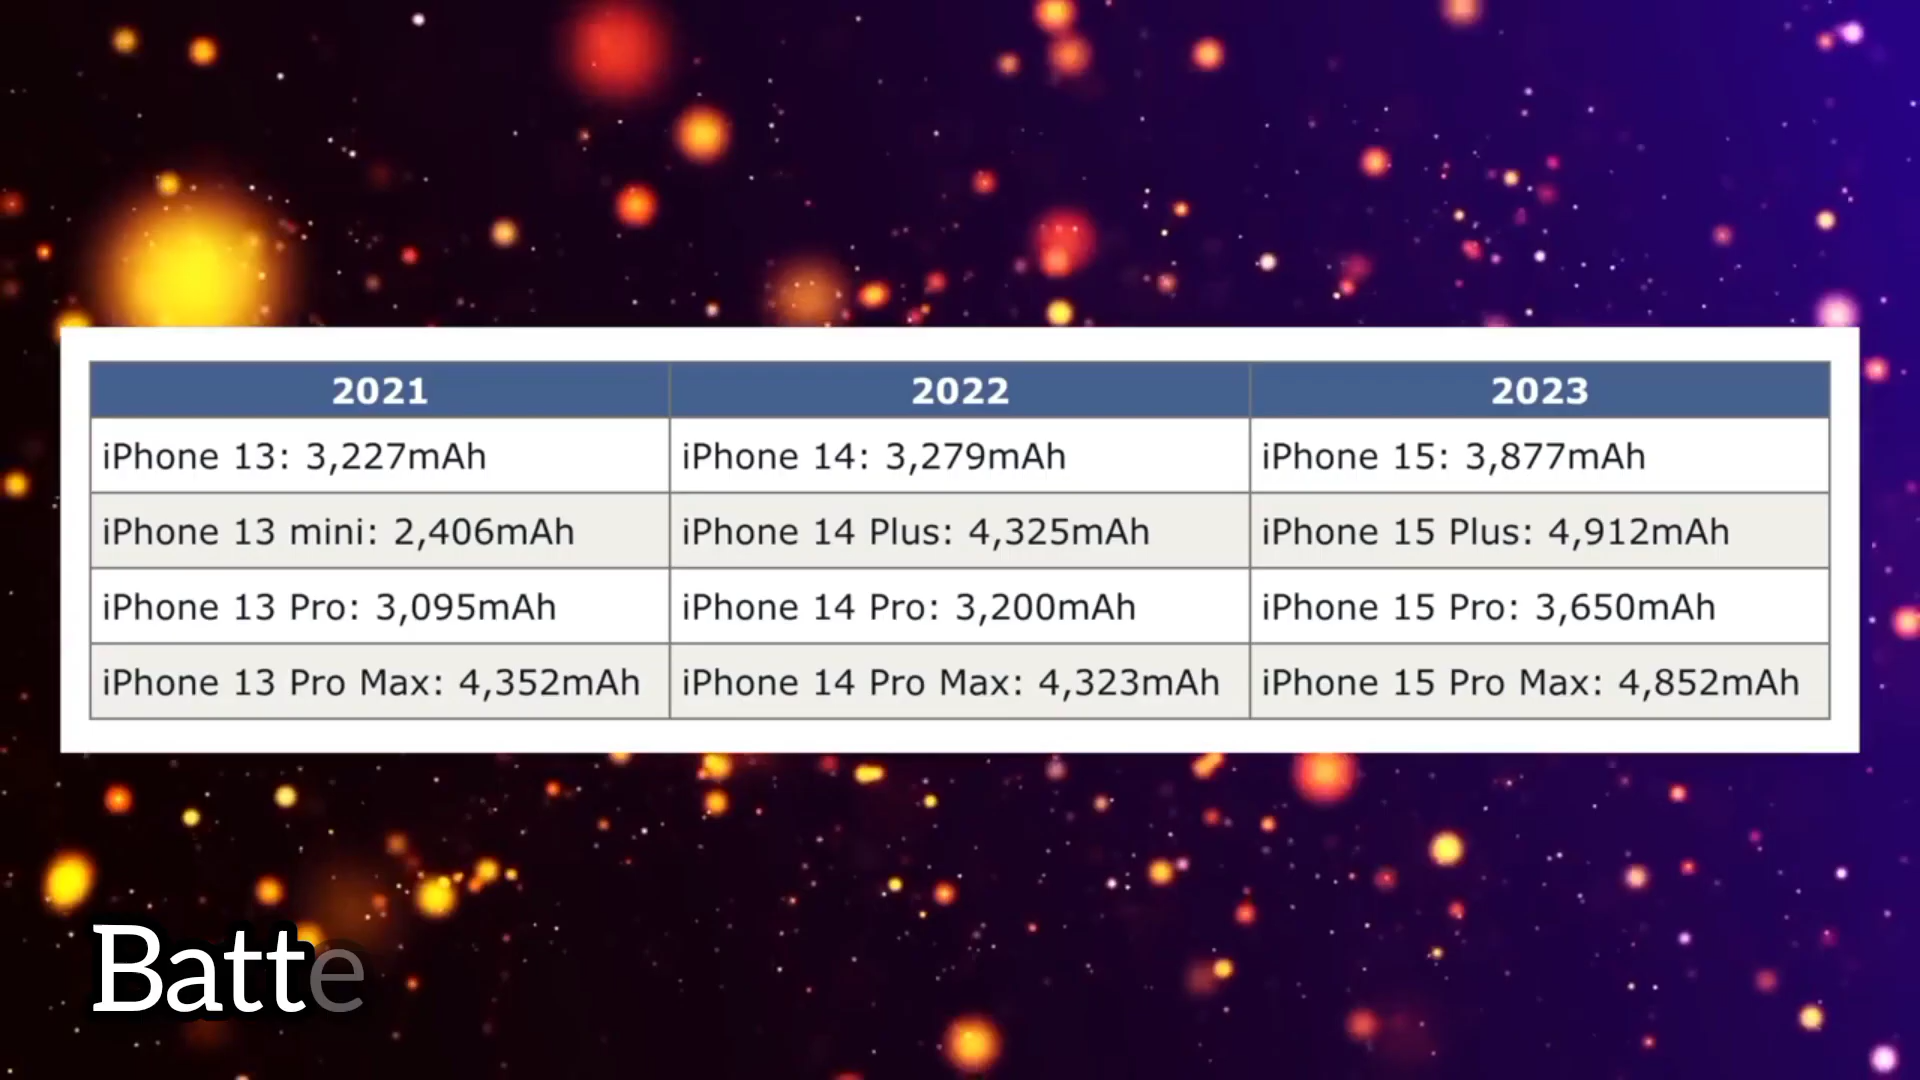 2021 2022 2023
iPhone 13: 3,227mAh iPhone 14: 3,279mAh iPhone 15: 3,877mAh
iPhone 13 mini: 2,406mAh iPhone 14 Plus: 4,325mAh iPhone 15 Plus: 4,912mAh
iPhone 13 Pro: 3,095mAh iPhone 14 Pro: 3,200mAh iPhone 15 Pro: 3,650mAh
iPhone 13 Pro Max: 4,352mAh iPhone 14 Pro Max: 4,323mAh iPhone 15 Pro Max: 4,852mAh
Batte